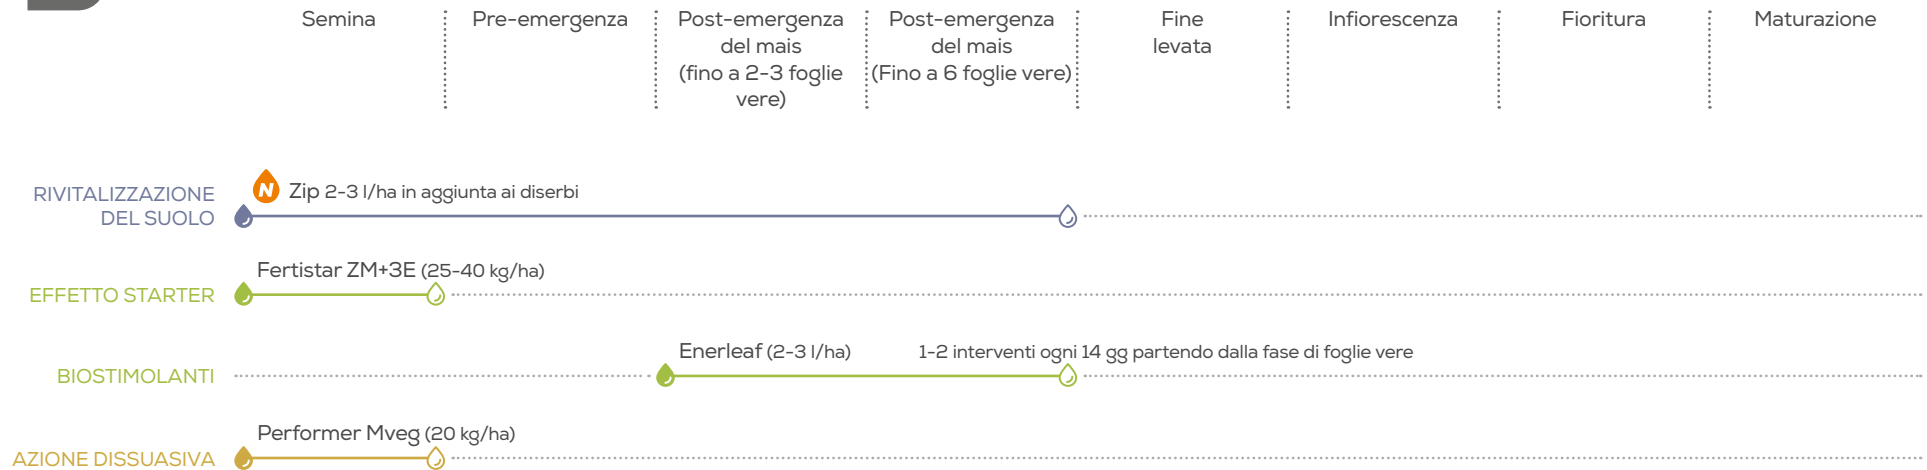 Semina
Pre-emergenza
Post-emergenza
del mais
(fino a 2-3 foglie
vere)
Post-emergenza
del mais
(Fino a 6 foglie vere)
Fine
levata
Infiorescenza
Fioritura
Maturazione
RIVITALIZZAZIONE
DEL SUOLO
N Zip 2-3 l/ha in aggiunta ai diserbi
EFFETTO STARTER
Fertistar ZM+3E (25-40 kg/ha)
BIOSTIMOLANTI
Enerleaf (2-3 l/ha)
1-2 interventi ogni 14 gg partendo dalla fase di foglie vere
AZIONE DISSUASIVA
Performer Mveg (20 kg/ha)